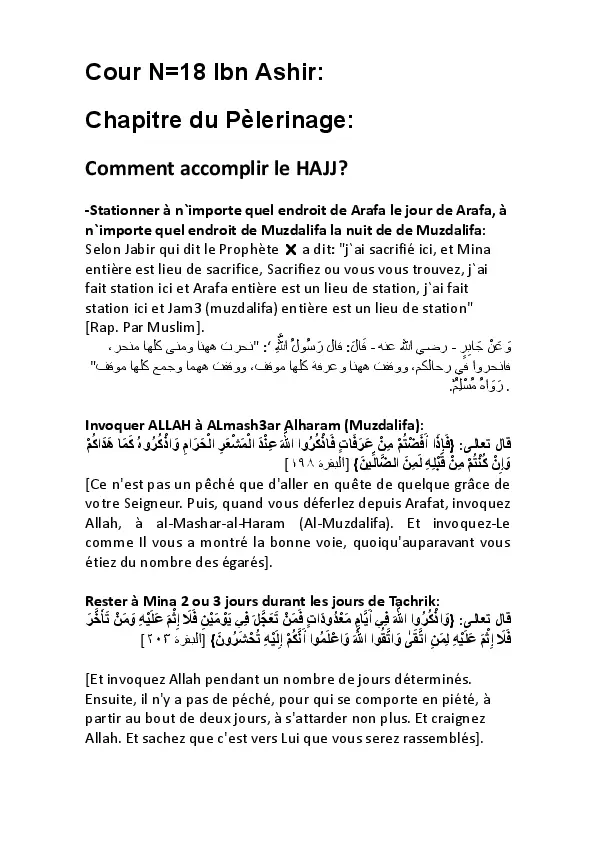 Cour N=18 Ibn Ashir:
Chapitre du Pèlerinage:
Comment accomplir le HAJJ?
-Stationner à n`importe quel endroit de Arafa le jour de Arafa, à
n`importe quel endroit de Muzdalifa la nuit de de Muzdalifa:
Selon Jabir qui dit le Prophète ❌ a dit: "j`ai sacrifié ici, et Mina
entière est lieu de sacrifice, Sacrifiez ou vous vous trouvez, j`ai
fait station ici et Arafa entière est un lieu de station, j`ai fait
station ici et Jam3 (muzdalifa) entière est un lieu de station"
[Rap. Par Muslim].
وَعَنْ جَابِرٍ - رضي الله عنه - قَالَ: قال رَسُولُ اَللَّهِ ‘: "نحرت ههنا ومنى كلها منحر،
فانحروا في رحالكم، ووقفت ههنا وعرفة كلها موقف، ووقفت ههما وجمع كلها موقف"
. رَوَاهُ مُسْلِمٌ.
Invoquer ALLAH à ALmash3ar Alharam (Muzdalifa):
قال تعالى: {فَإِذَا أَفَضْتُمْ مِنْ عَرَفَاتٍ فَاذْكُرُوا اللَّهَ عِنْدَ الْمَشْعَرِ الْحَرَامِ وَاذْكُرُوهُ كَمَا هَدَاكُمْ
وَإِنْ كُنْتُمْ مِنْ قَبْلِهِ لَمِنَ الضَّالِّينَ} [البقرة ١٩٨]
[Ce n'est pas un pêché que d'aller en quête de quelque grâce de
votre Seigneur. Puis, quand vous déferlez depuis Arafat, invoquez
Allah, à al-Mashar-al-Haram (Al-Muzdalifa). Et invoquez-Le
comme Il vous a montré la bonne voie, quoiqu'auparavant vous
étiez du nombre des égarés].
Rester à Mina 2 ou 3 jours durant les jours de Tachrik:
قال تعالى: {وَاذْكُرُوا اللَّهَ فِي أَيَّامٍ مَعْدُودَاتٍ فَمَنْ تَعَجَّلَ فِي يَوْمَيْنِ فَلَا إِثْمَ عَلَيْهِ وَمَنْ تَأَخَّرَ
فَلَا إِثْمَ عَلَيْهِ لِمَنِ اتَّقَىٰ وَاتَّقُوا اللَّهَ وَاعْلَمُوا أَنَّكُمْ إِلَيْهِ تُحْشَرُونَ} [البقرة ٢٠٣]
[Et invoquez Allah pendant un nombre de jours déterminés.
Ensuite, il n'y a pas de péché, pour qui se comporte en piété, à
partir au bout de deux jours, à s'attarder non plus. Et craignez
Allah. Et sachez que c'est vers Lui que vous serez rassemblés].